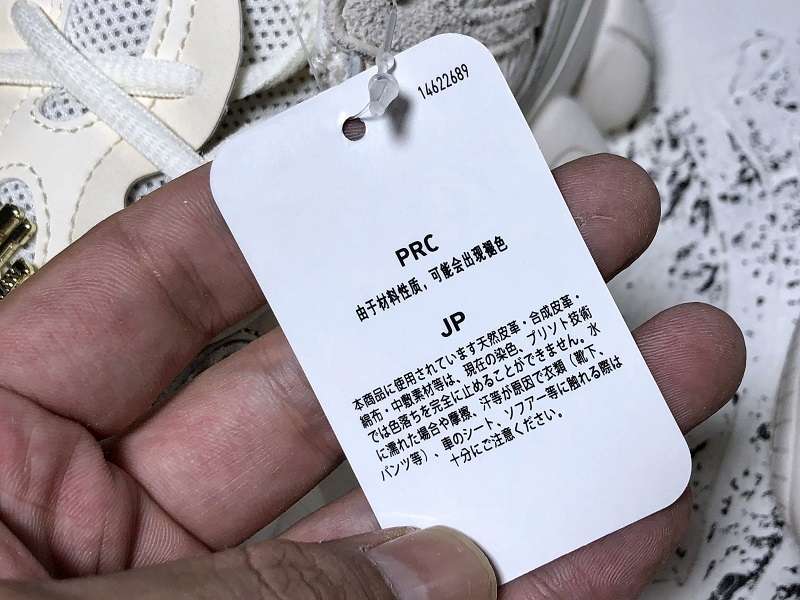 14622689
PRC
由于材料性质，可能会出现褪色
JP
本商品に使用されています天然皮革・合成皮革・
綿布・中敷素材等は、現在の染色、プリント技術
では色落ちを完全に止めることができません。水
に濡れた場合や摩擦、汗等が原因で衣類（靴下、
パンツ等）、車のシート、ソファー等に触れる際は
十分にご注意ください。